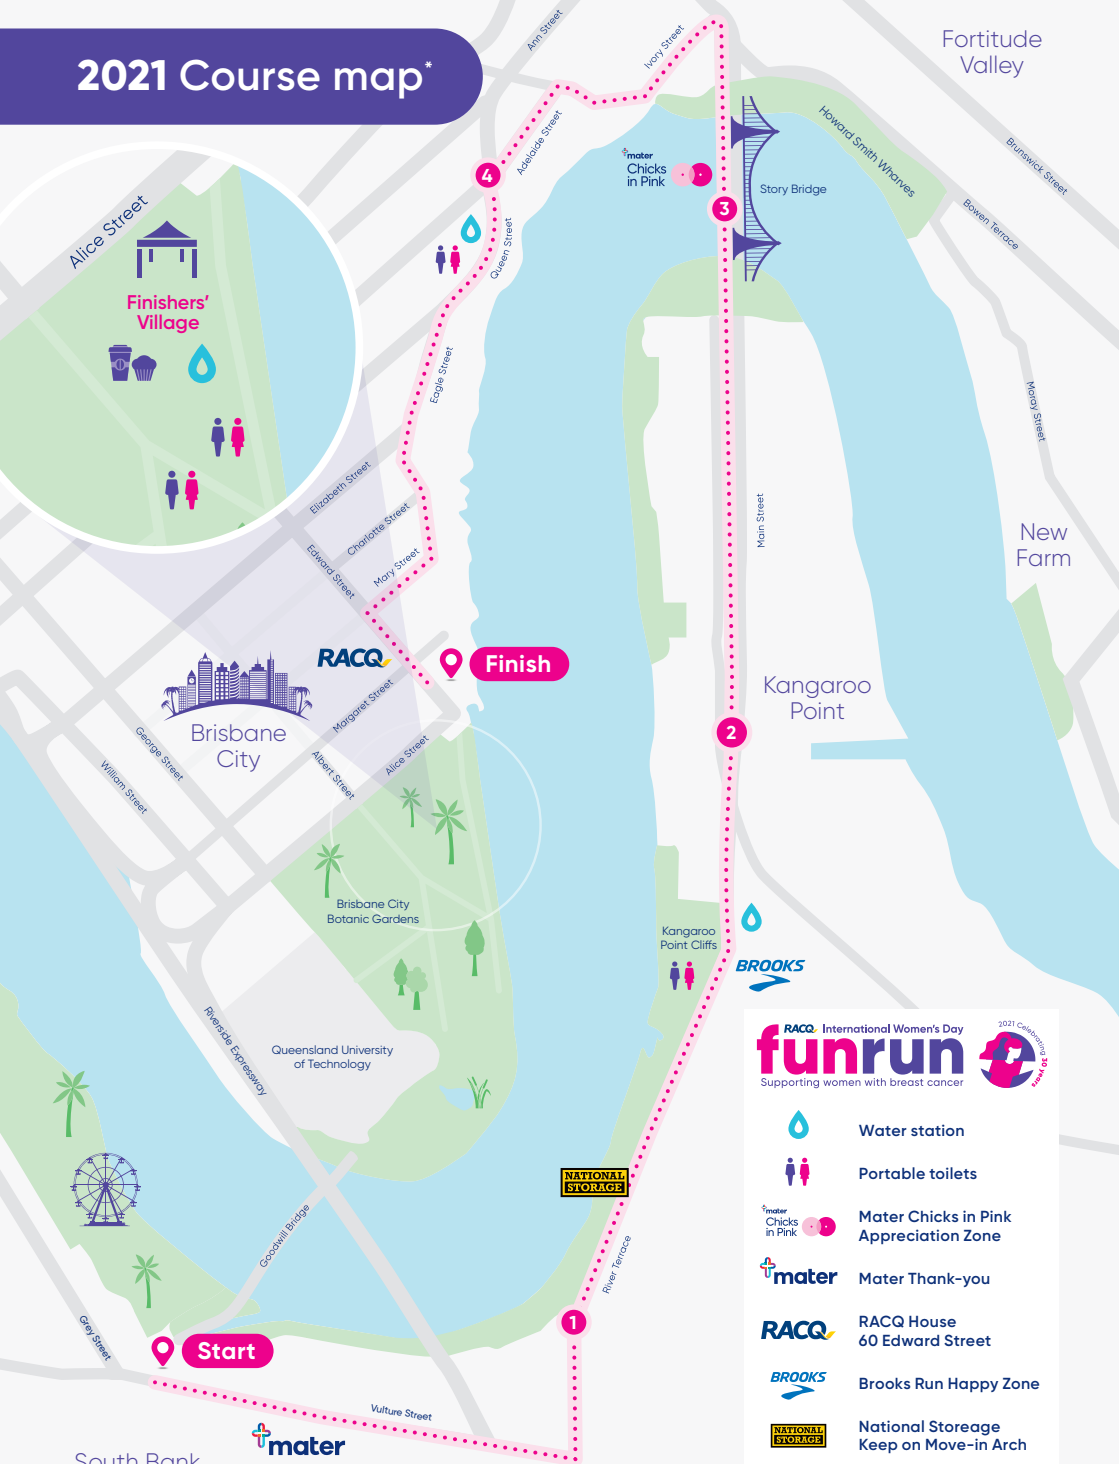 2021 Course map*
Ann Street
Ivory Street
Fortitude
Valley
Adelaide Street
mater
Chicks
in Pink
Story Bridge
Howard Smith Wharves
Brunswick Street
Bowen Terrace
4
3
Queen Street
Alice Street
Finishers'
Village
Eagle Street
Moray Street
Elizabeth Street
Charlotte Street
Mary Street
Edward Street
Main Street
New
Farm
RACQ
Finish
Brisbane
City
Margaret Street
Alice Street
Albert Street
George Street
William Street
Kangaroo
Point
2
Brisbane City
Botanic Gardens
Kangaroo
Point Cliffs
BROOKS
Riverside Expressway
Queensland University
of Technology
NATIONAL
STORAGE
Goodwill Bridge
River Terrace
1
Grey Street
Start
Vulture Street
mater
South Bank
RACQ International Women's Day
funrun
Supporting women with breast cancer
2021 Celebrating 30 years
Water station
Portable toilets
mater
Chicks
in Pink
Mater Chicks in Pink
Appreciation Zone
mater
Mater Thank-you
RACQ
RACQ House
60 Edward Street
BROOKS
Brooks Run Happy Zone
NATIONAL
STORAGE
National Storeage
Keep on Move-in Arch